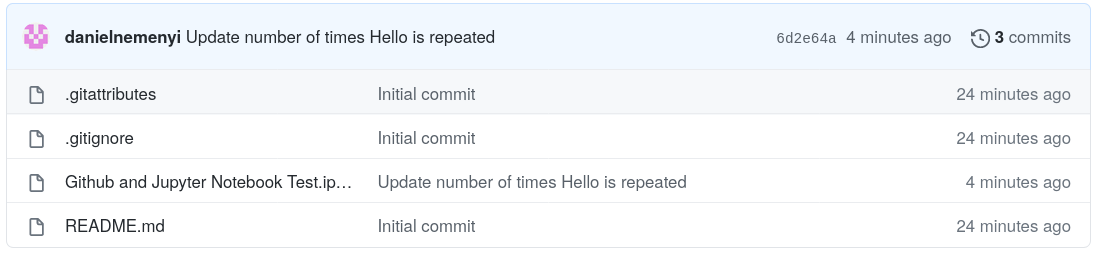 danielnemenyi Update number of times Hello is repeated 6d2e64a 4 minutes ago 3 commits
.gitattributes Initial commit 24 minutes ago
.gitignore Initial commit 24 minutes ago
Github and Jupyter Notebook Test.ip... Update number of times Hello is repeated 4 minutes ago
README.md Initial commit 24 minutes ago